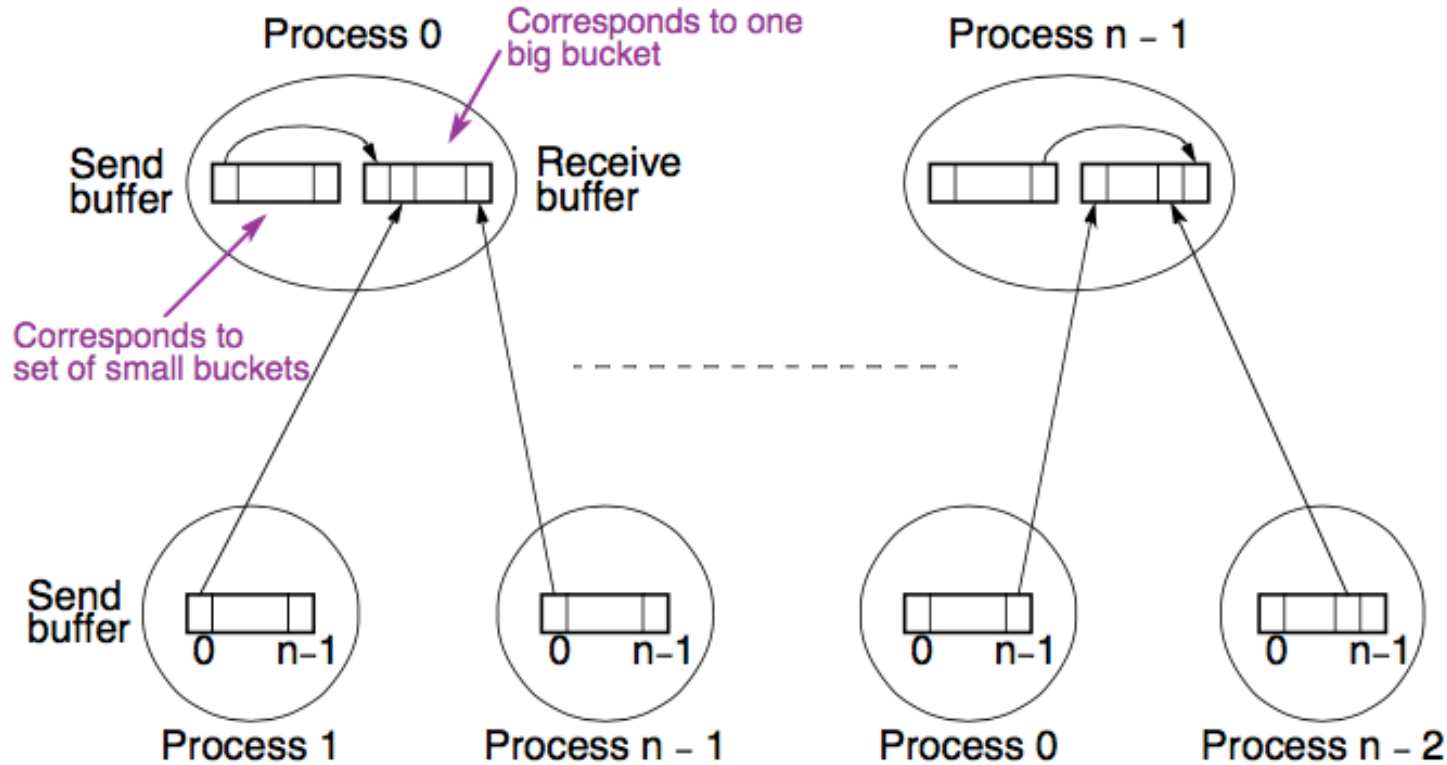 Process 0
Corresponds to one
big bucket
Process n – 1
Send
buffer
Receive
buffer
Corresponds to
set of small buckets
Send
buffer
0 n–1
0 n–1
0 n–1
0 n–1
Process 1
Process n – 1
Process 0
Process n – 2